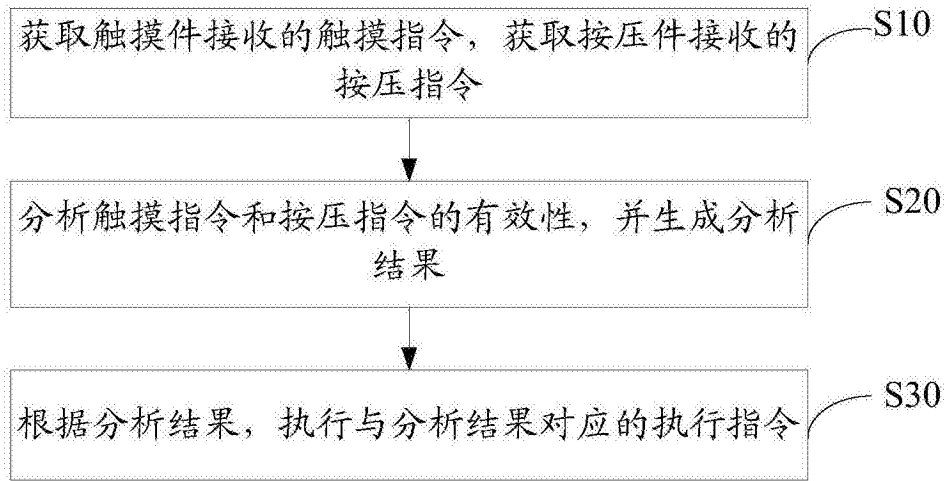 获取触摸件接收的触摸指令，获取按压件接收的
按压指令
S10
分析触摸指令和按压指令的有效性，并生成分析
结果
S20
根据分析结果，执行与分析结果对应的执行指令
S30